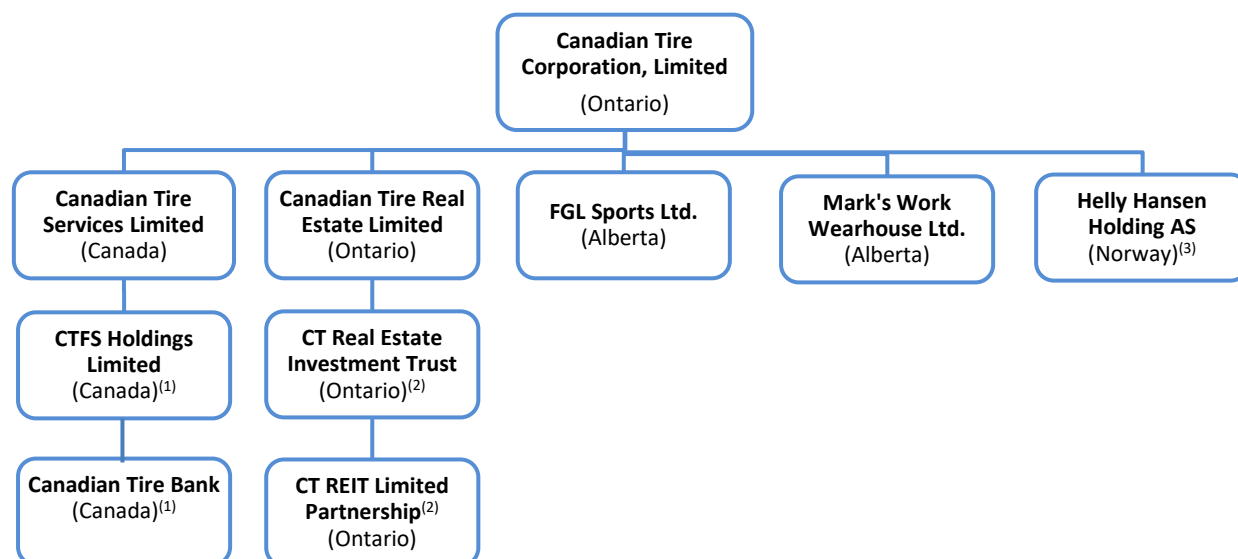 Canadian Tire
Corporation, Limited
(Ontario)
Canadian Tire
Services Limited
(Canada)
Canadian Tire Real
Estate Limited
(Ontario)
FGL Sports Ltd.
(Alberta)
Mark's Work
Wearhouse Ltd.
(Alberta)
Helly Hansen
Holding AS
(Norway)(3)
CTFS Holdings
Limited
(Canada)(1)
CT Real Estate
Investment Trust
(Ontario)(2)
Canadian Tire Bank
(Canada)(1)
CT REIT Limited
Partnership(2)
(Ontario)